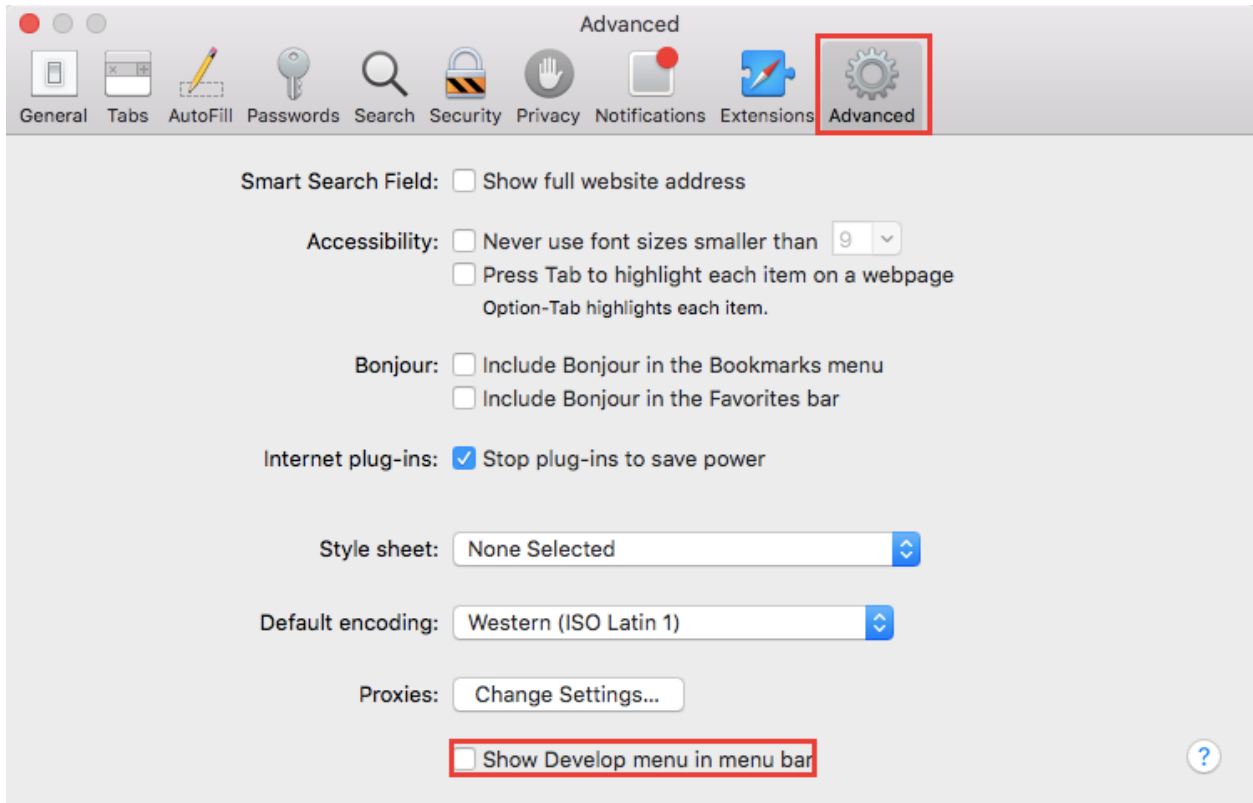 Advanced
General Tabs AutoFill Passwords Search Security Privacy Notifications Extensions Advanced
Smart Search Field: Show full website address
Accessibility: Never use font sizes smaller than 9
Press Tab to highlight each item on a webpage
Option-Tab highlights each item.
Bonjour: Include Bonjour in the Bookmarks menu
Include Bonjour in the Favorites bar
Internet plug-ins: Stop plug-ins to save power
Style sheet: None Selected
Default encoding: Western (ISO Latin 1)
Proxies: Change Settings...
Show Develop menu in menu bar
?